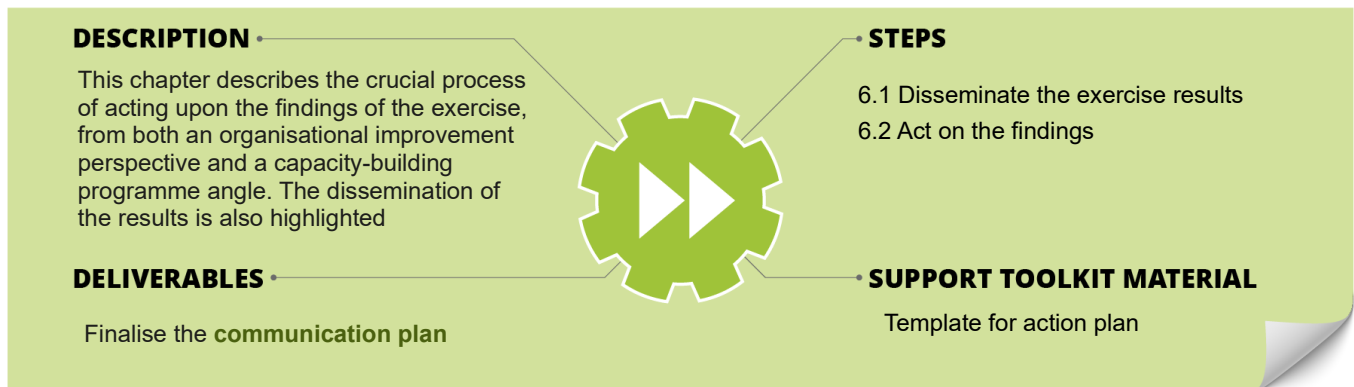 DESCRIPTION
This chapter describes the crucial process
of acting upon the findings of the exercise,
from both an organisational improvement
perspective and a capacity-building
programme angle. The dissemination of
the results is also highlighted
STEPS
6.1 Disseminate the exercise results
6.2 Act on the findings
DELIVERABLES
Finalise the communication plan
SUPPORT TOOLKIT MATERIAL
Template for action plan